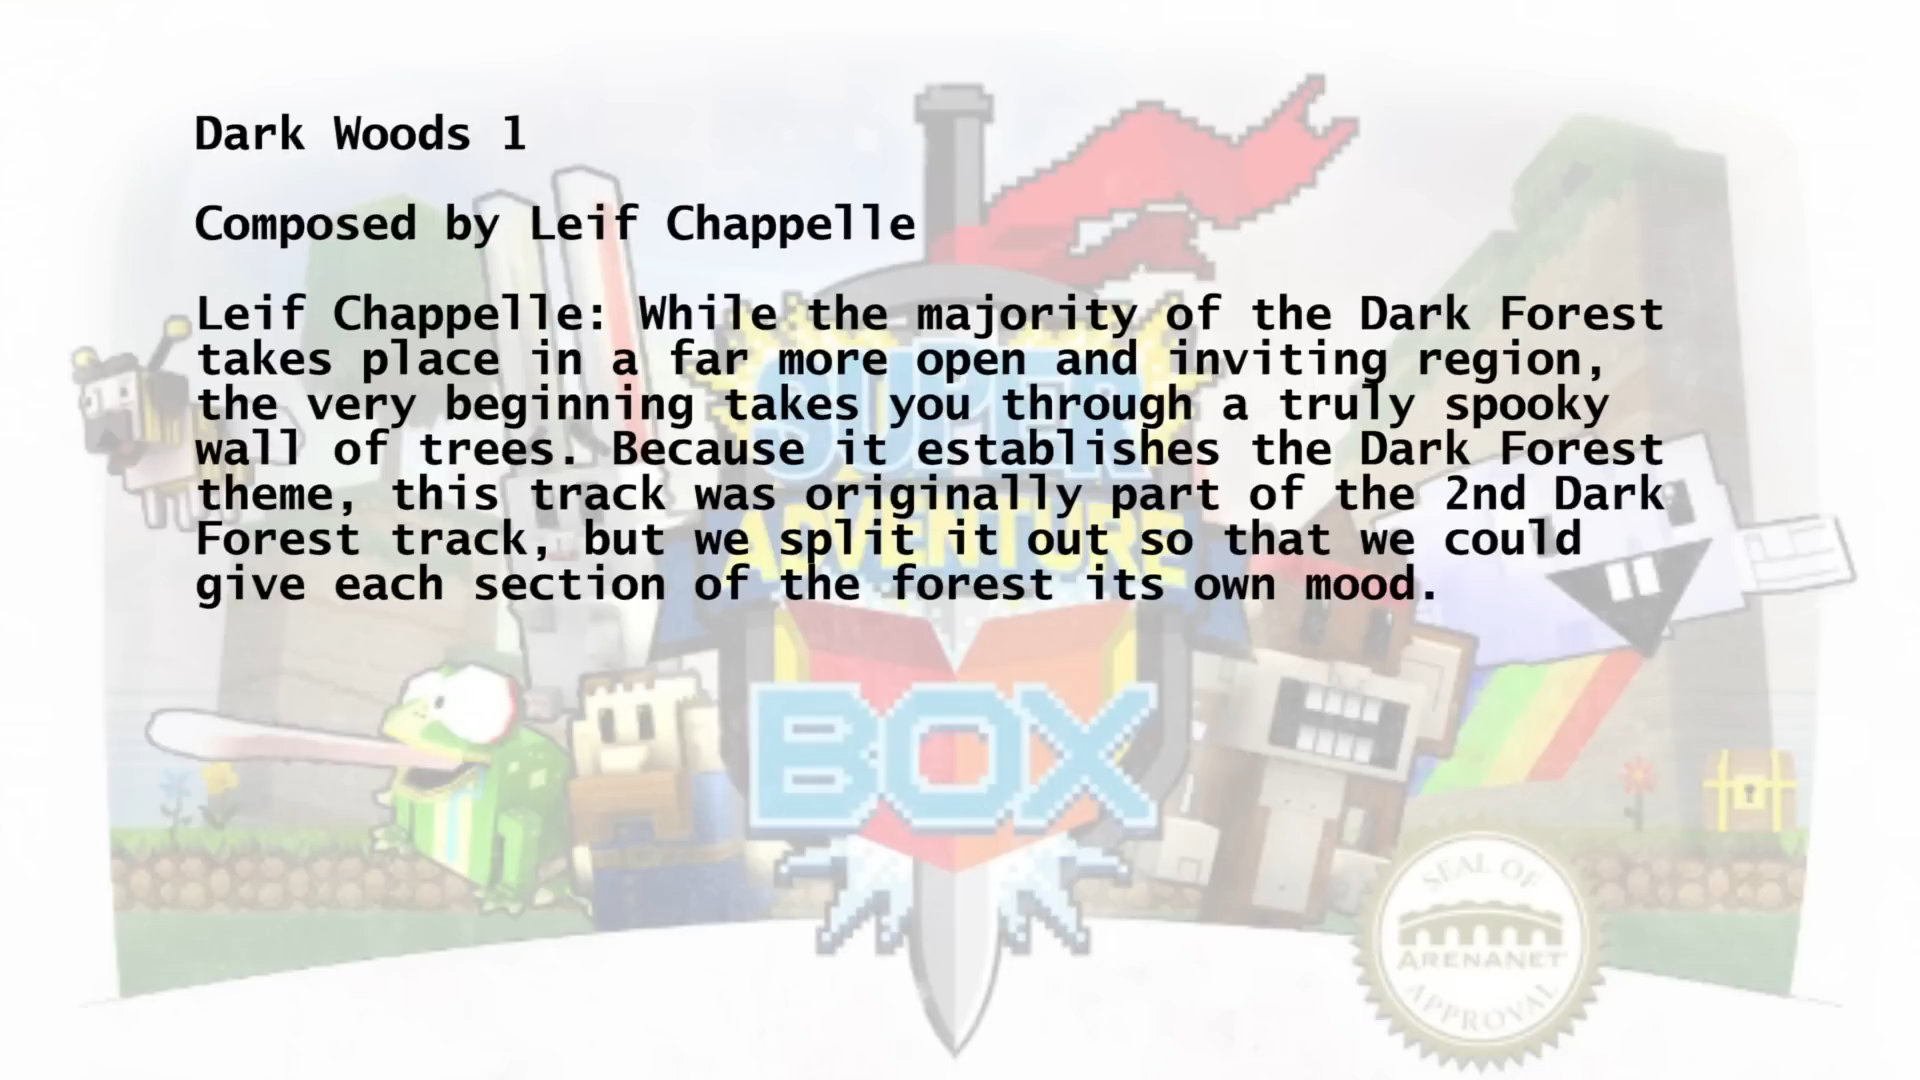 Dark Woods 1
Composed by Leif Chappelle
Leif Chappelle: While the majority of the Dark Forest
takes place in a far more open and inviting region,
the very beginning takes you through a truly spooky
wall of trees. Because it establishes the Dark Forest
theme, this track was originally part of the 2nd Dark
Forest track, but we split it out so that we could
give each section of the forest its own mood.
SUPER
ADVENTURE
BOX
SEAL OF
ARENANET
APPROVAL